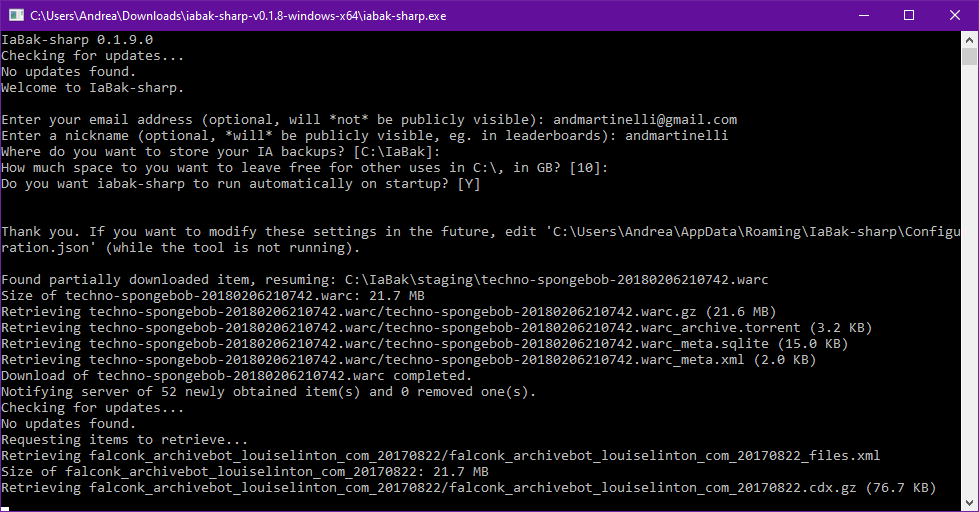 C:\Users\Andrea\Downloads\iabak-sharp-v0.1.8-windows-x64\iabak-sharp.exe
IaBak-sharp 0.1.9.0
Checking for updates...
No updates found.
Welcome to IaBak-sharp.
Enter your email address (optional, will *not* be publicly visible): andmartinelli@gmail.com
Enter a nickname (optional, *will* be publicly visible, eg. in leaderboards): andmartinelli
Where do you want to store your IA backups? [C:\IaBak]:
How much space to you want to leave free for other uses in C:\, in GB? [10]:
Do you want iabak-sharp to run automatically on startup? [Y]
Thank you. If you want to modify these settings in the future, edit 'C:\Users\Andrea\AppData\Roaming\IaBak-sharp\Configu
ration.json' (while the tool is not running).
Found partially downloaded item, resuming: C:\IaBak\staging\techno-spongebob-20180206210742.warc
Size of techno-spongebob-20180206210742.warc: 21.7 MB
Retrieving techno-spongebob-20180206210742.warc/techno-spongebob-20180206210742.warc.gz (21.6 MB)
Retrieving techno-spongebob-20180206210742.warc/techno-spongebob-20180206210742.warc_archive.torrent (3.2 KB)
Retrieving techno-spongebob-20180206210742.warc/techno-spongebob-20180206210742.warc_meta.sqlite (15.0 KB)
Retrieving techno-spongebob-20180206210742.warc/techno-spongebob-20180206210742.warc_meta.xml (2.0 KB)
Download of techno-spongebob-20180206210742.warc completed.
Notifying server of 52 newly obtained item(s) and 0 removed one(s).
Checking for updates...
No updates found.
Requesting items to retrieve...
Retrieving falconk_archivebot_louiselinton_com_20170822/falconk_archivebot_louiselinton_com_20170822_files.xml
Size of falconk_archivebot_louiselinton_com_20170822: 21.7 MB
Retrieving falconk_archivebot_louiselinton_com_20170822/falconk_archivebot_louiselinton_com_20170822.cdx.gz (76.7 KB)